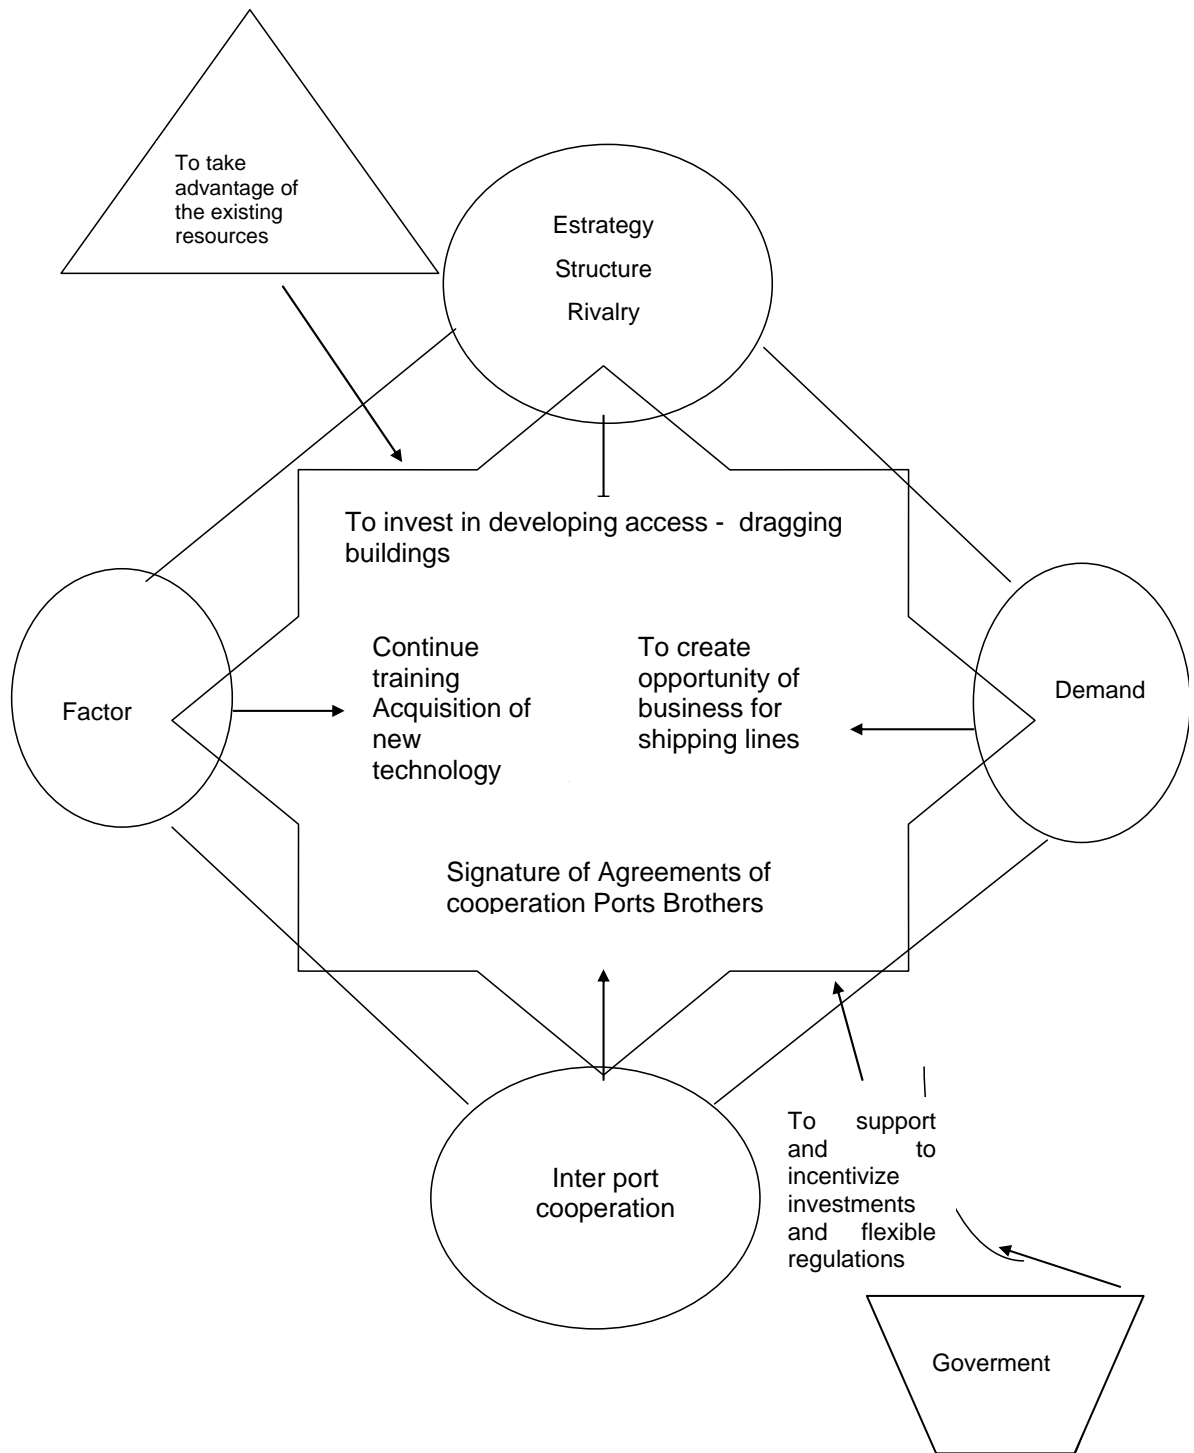 To take
advantage of
the existing
resources
Estrategy
Structure
Rivalry
To invest in developing access -  dragging
buildings
Continue
training
Acquisition of
new
technology
To create
opportunity of
business for
shipping lines
Factor
Demand
Signature of Agreements of
cooperation Ports Brothers
Inter port
cooperation
To support
and to
incentivize
investments
and flexible
regulations
Goverment